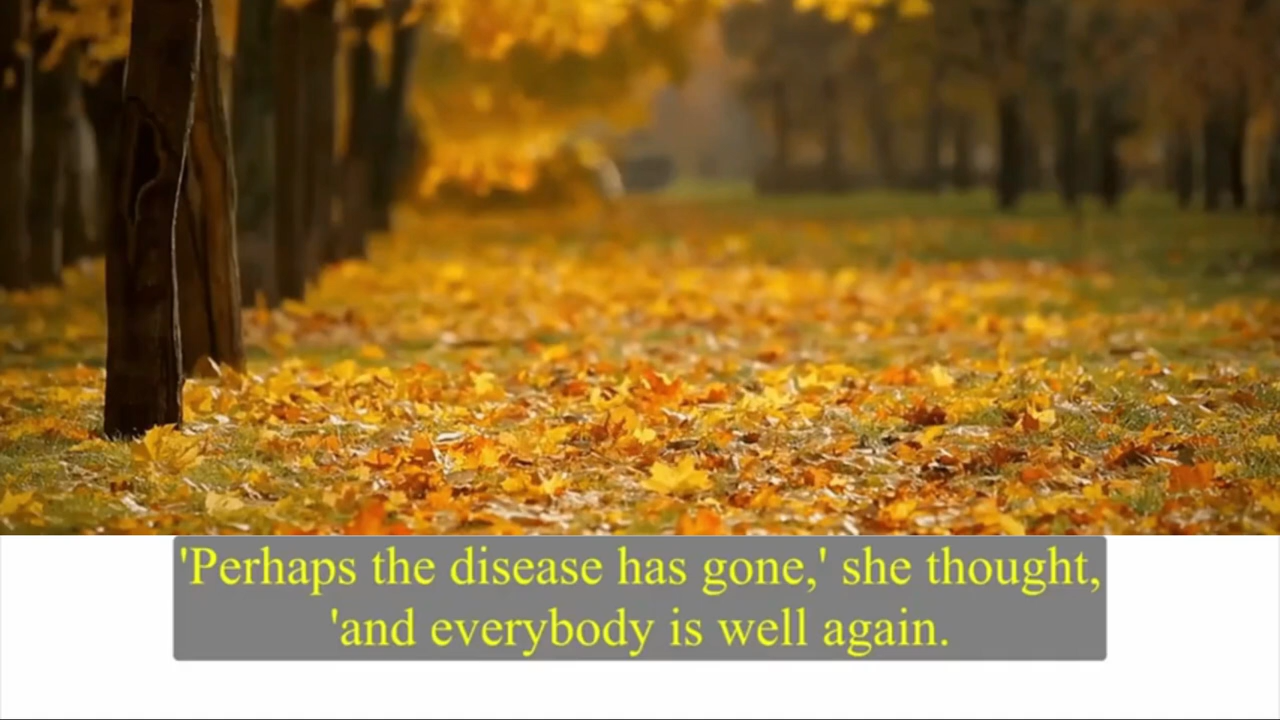 'Perhaps the disease has gone,' she thought,
'and everybody is well again.